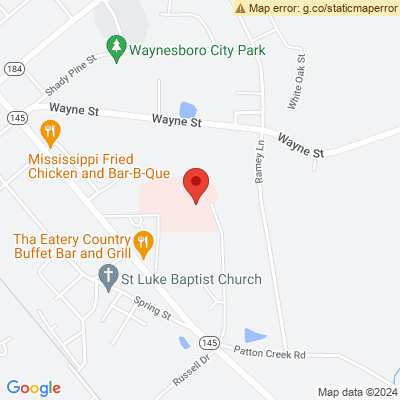 Map error: g.co/staticmaperror
Waynesboro City Park
White Oak St
Shady Pine St
184
Wayne St
145
Wayne St
Wayne St
Mississippi Fried
Chicken and Bar-B-Que
Ramey Ln
Tha Eatery Country
Buffet Bar and Grill
St Luke Baptist Church
Spring St
145
Patton Creek Rd
Russell Dr
Google
Map data ©2024